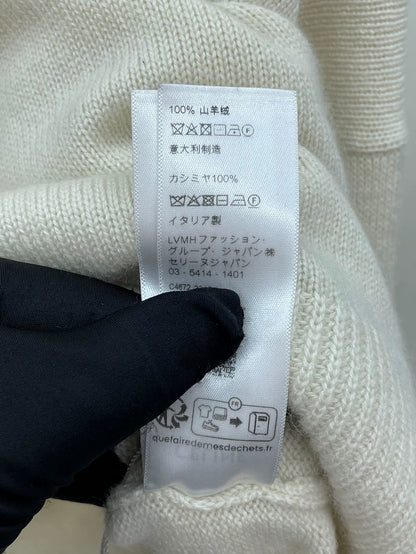 100% 山羊绒
意大利制造
カシミヤ100%
イタリア製
LVMHファッション・
グループ・ジャパン㈱
セリーヌジャパン
03 - 5414 - 1401
FR
quefairedemesdechets.fr